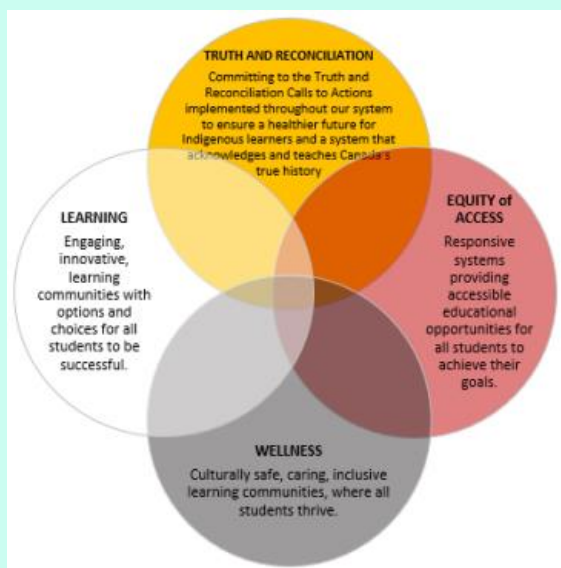 TRUTH AND RECONCILIATION
Committing to the Truth and
Reconciliation Calls to Actions
implemented throughout our system
to ensure a healthier future for
Indigenous learners and a system that
acknowledges and teaches Canada's
true history
LEARNING
Engaging,
innovative,
learning
communities with
options and
choices for all
students to be
successful.
EQUITY of
ACCESS
Responsive
systems
providing
accessible
educational
opportunities for
all students to
achieve their
goals.
WELLNESS
Culturally safe, caring, inclusive
learning communities, where all
students thrive.